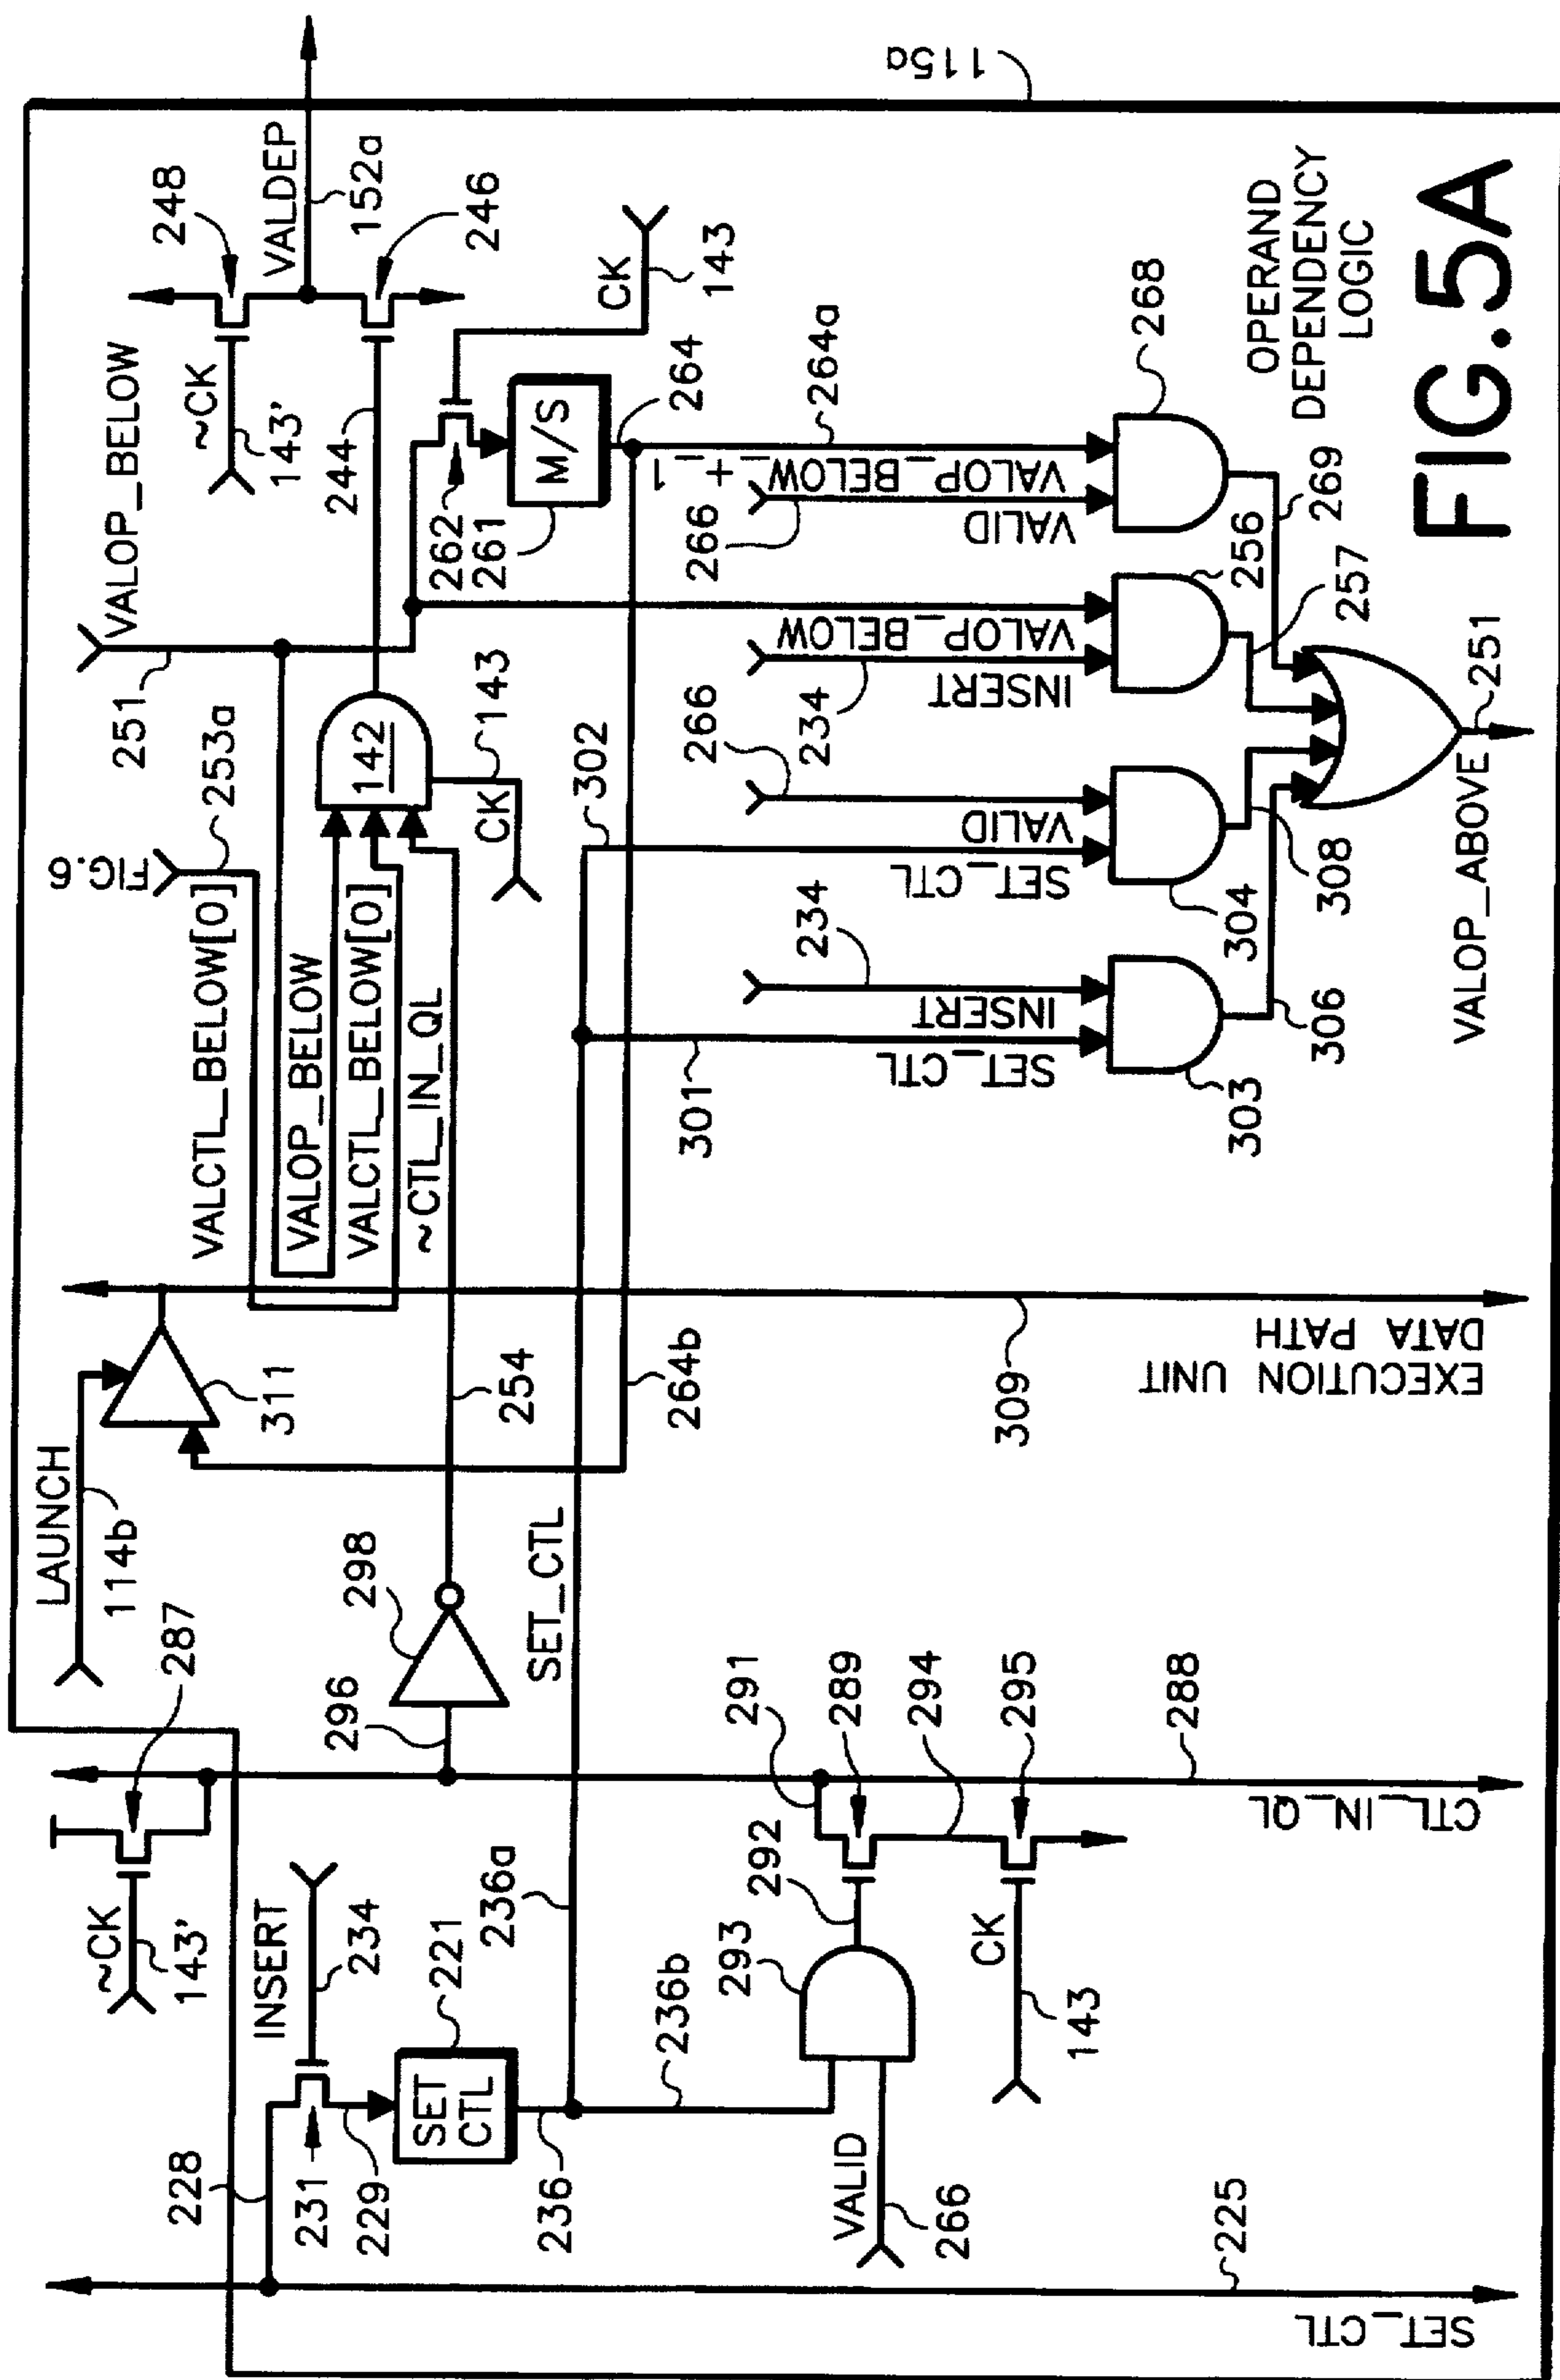 LAUNCH
114b
287
~CK
143'
228
231
INSERT
234
229
SET
CTL
221
236
236a
236b
VALID
266
293
292
291
289
294
295
CK
143
225
SET_CTL
288
CTL_IN_QL
296
298
SET_CTL
254
311
264b
309
EXECUTION UNIT
DATA PATH
VALCTL_BELOW[0]
VALOP_BELOW
VALCTL_BELOW[0]
~CTL_IN_QL
FIG.6
253a
251
VALOP_BELOW
142
CK
143
244
~CK
143'
248
VALDEP
152a
246
262
261
M/S
CK
143
264
264a
115a
302
301
SET_CTL
INSERT
234
303
306
SET_CTL
VALID
266
304
308
INSERT
VALOP_BELOW
234
256
257
VALID
VALOP_BELOW_+_1
266
268
269
VALOP_ABOVE
251
OPERAND
DEPENDENCY
LOGIC
FIG.5A